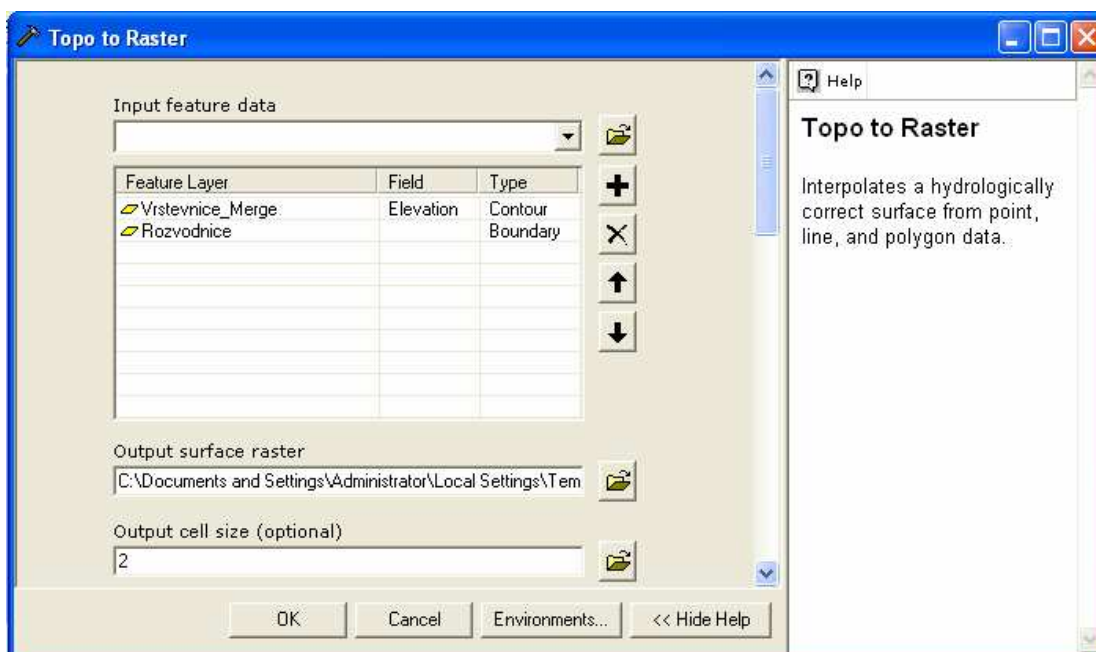 Topo to Raster
Input feature data
Feature Layer Field Type
Vrstevnice_Merge Elevation Contour
Rozvodnice Boundary
Output surface raster
C:\Documents and Settings\Administrator\Local Settings\Tem
Output cell size (optional)
2
OK Cancel Environments... << Hide Help
Help
Topo to Raster
Interpolates a hydrologically
correct surface from point,
line, and polygon data.